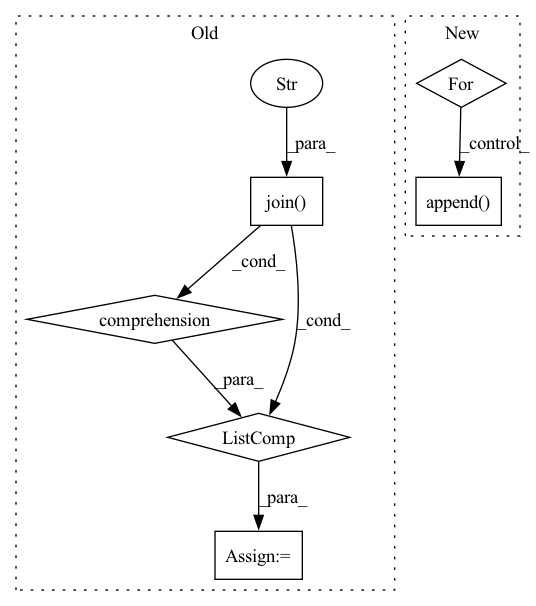 Old
New
Str
For
_para_
_control_
join()
append()
_cond_
comprehension
_cond_
_para_
ListComp
_para_
Assign:=